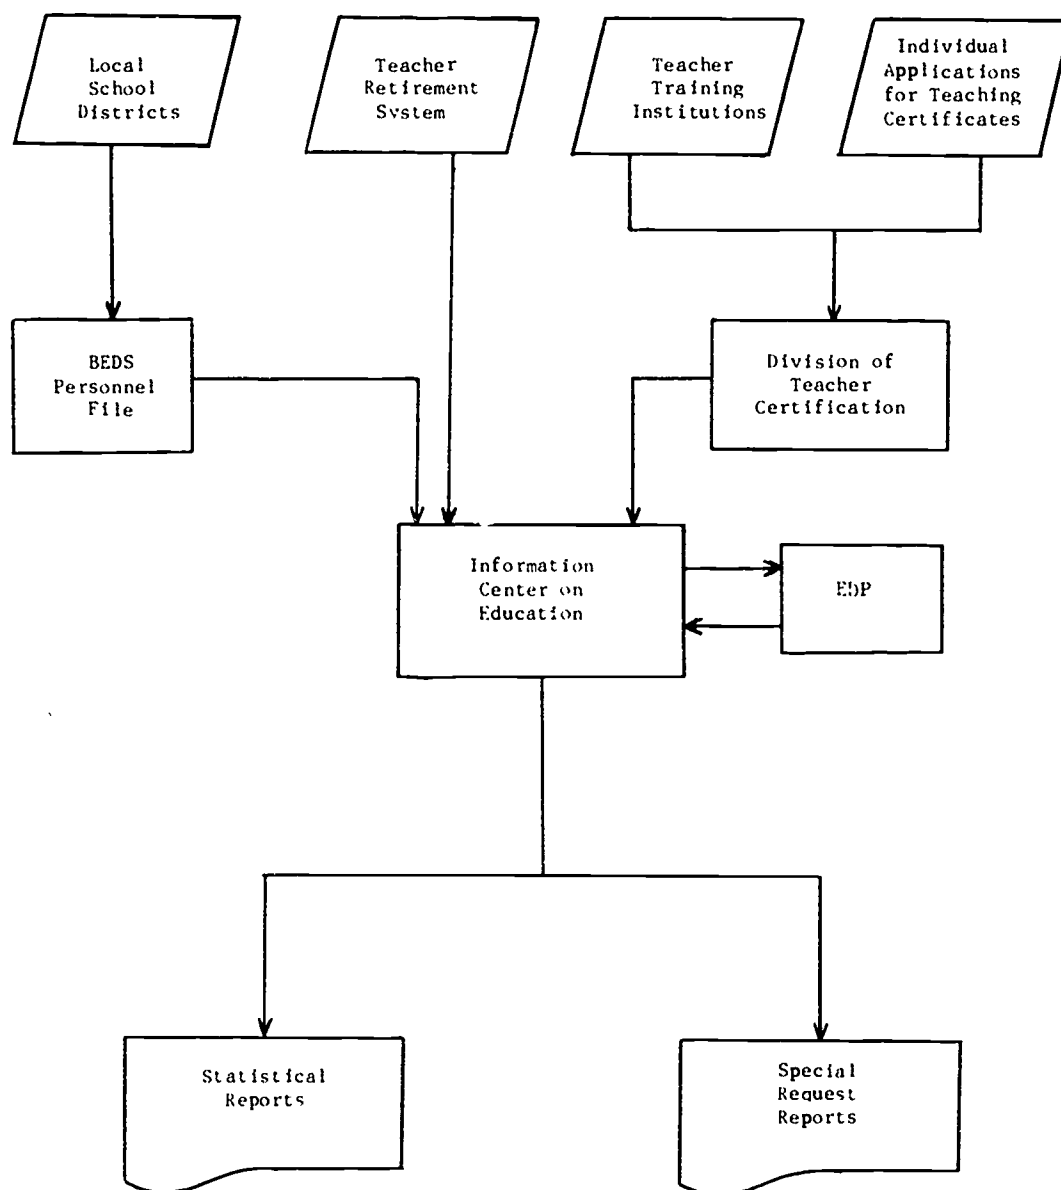 Local
School
Districts
Teacher
Retirement
System
Teacher
Training
Institutions
Individual
Applications
for Teaching
Certificates
BEDS
Personnel
File
Division of
Teacher
Certification
Information
Center on
Education
EDP
Statistical
Reports
Special
Request
Reports